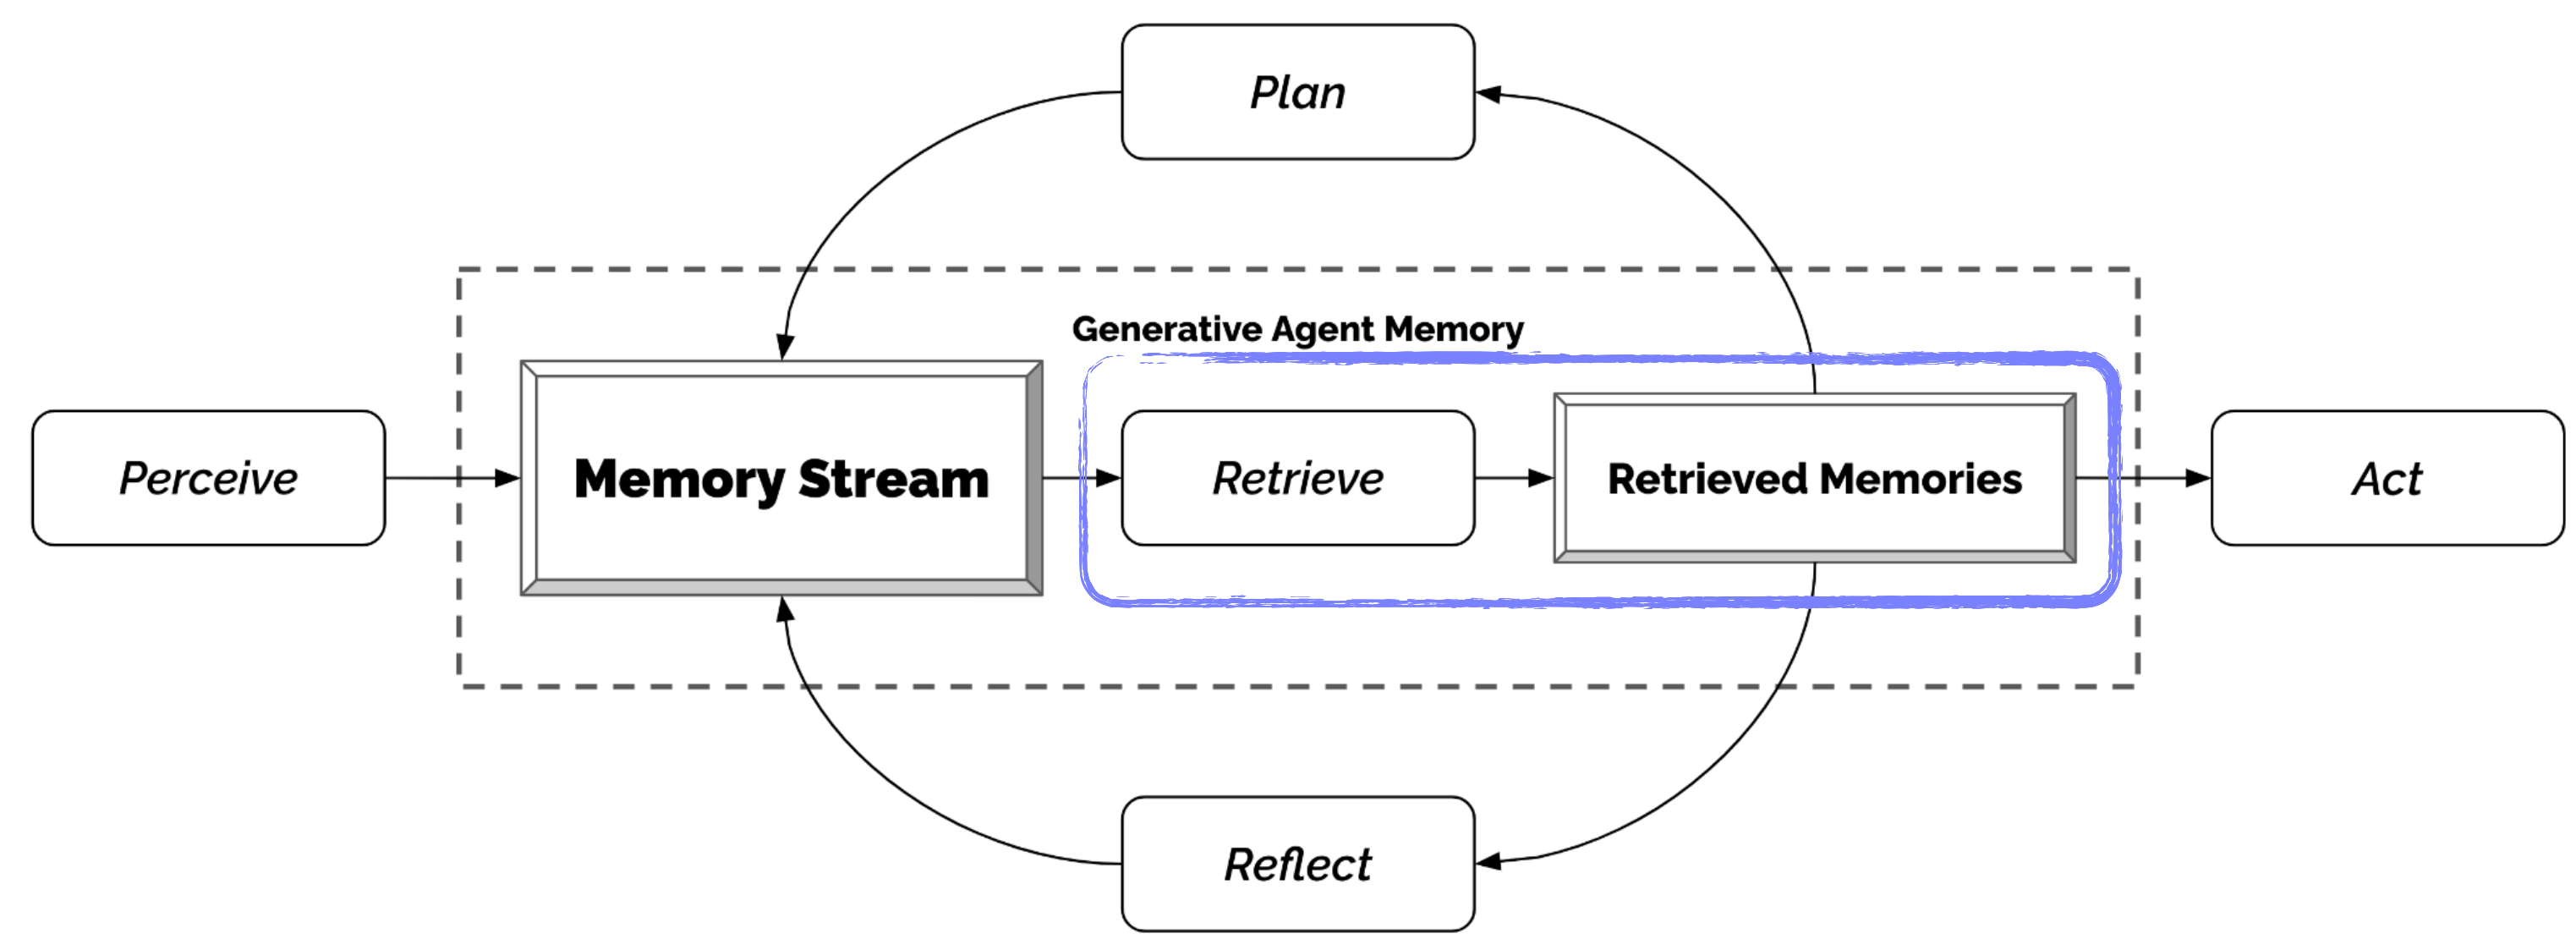 Plan
Generative Agent Memory
Perceive
Memory Stream
Retrieve
Retrieved Memories
Act
Reflect